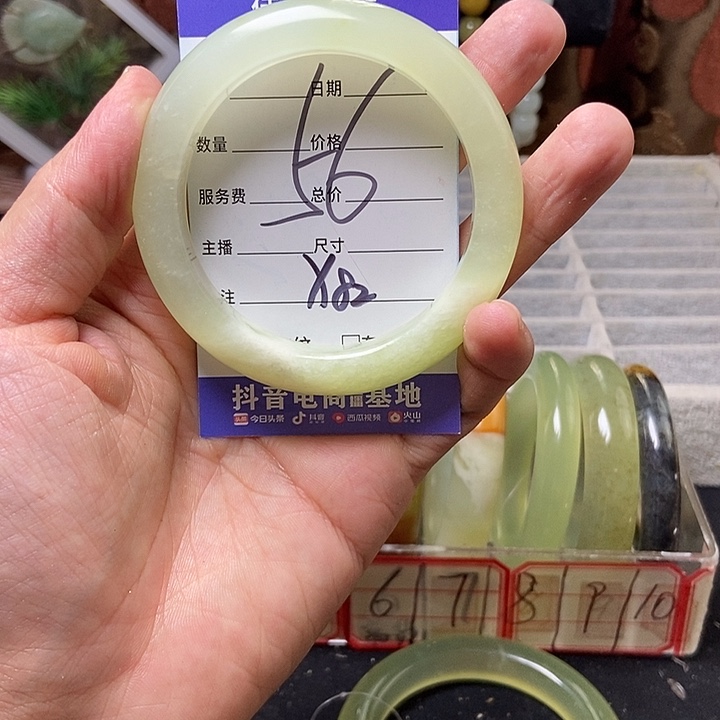 日期
数量 价格
56
服务费 总价
主播 尺寸
注 X82
抖音电商 基地
今日头条 抖音 西瓜视频 火山
6 7 8 9 10